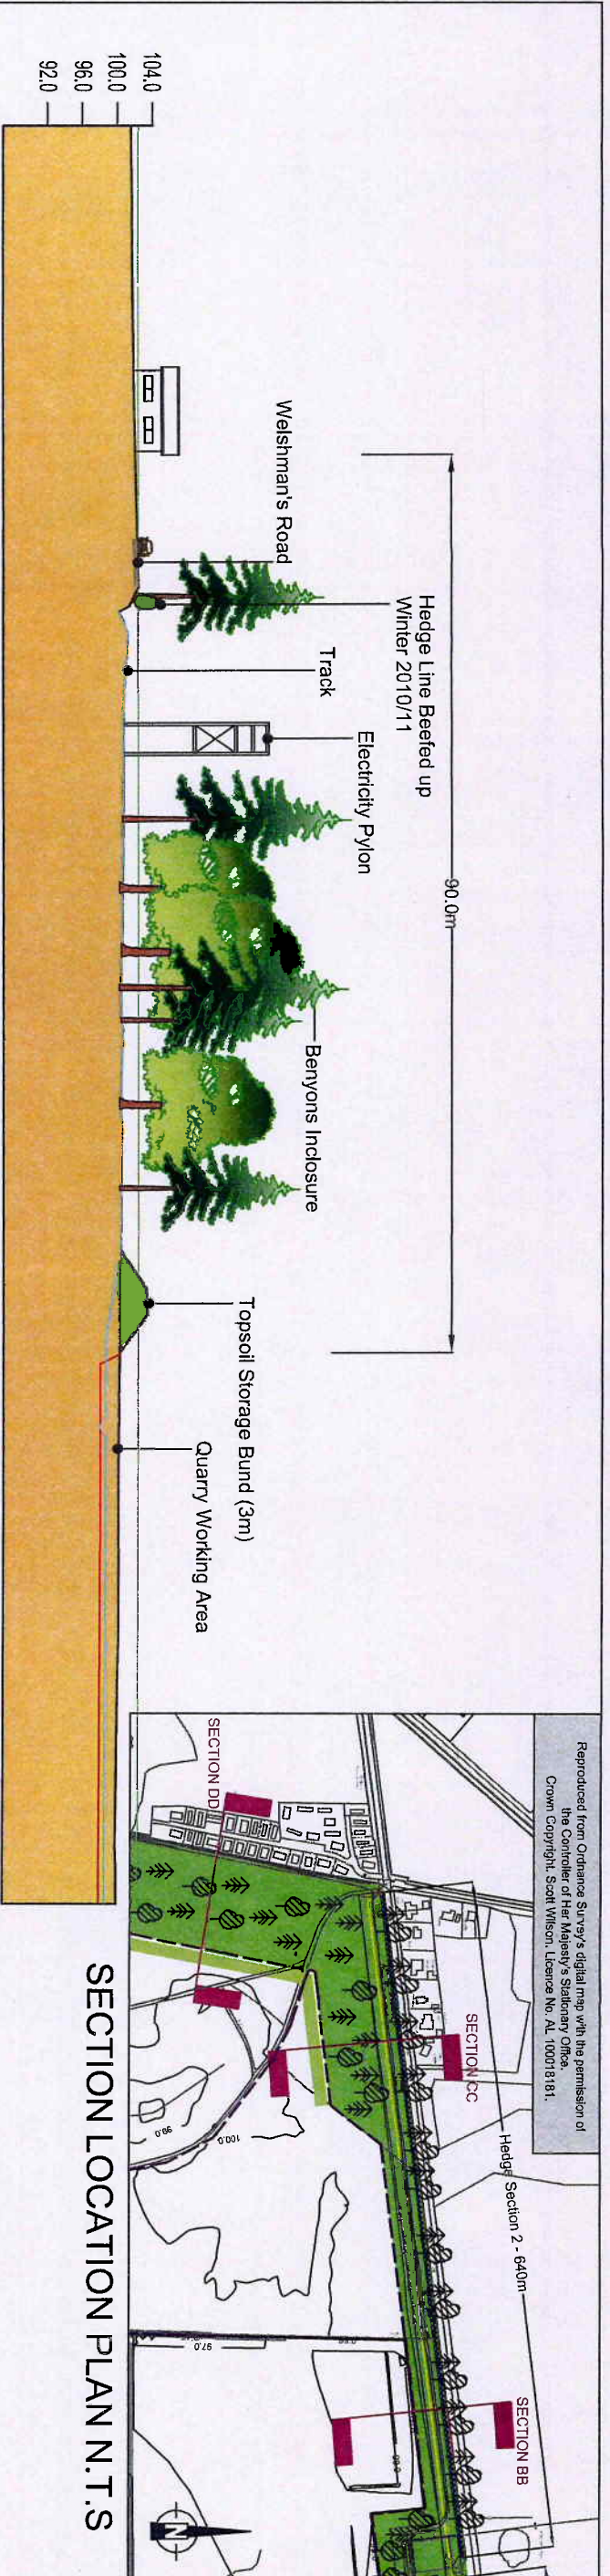 104.0
100.0
96.0
92.0
Welshman's Road
Hedge Line Beefed up
Winter 2010/11
Track
Electricity Pylon
90.0m
Benyons Inclosure
Topsoil Storage Bund (3m)
Quarry Working Area
Reproduced from Ordnance Survey's digital map with the permission of
the Controller of Her Majesty's Stationary Office.
Crown Copyright. Scott Wilson. Licence No. AL 100018181.
SECTION DD
SECTION CC
Hedge Section 2 - 640m
SECTION BB
100.0
97.0
N
SECTION LOCATION PLAN N.T.S